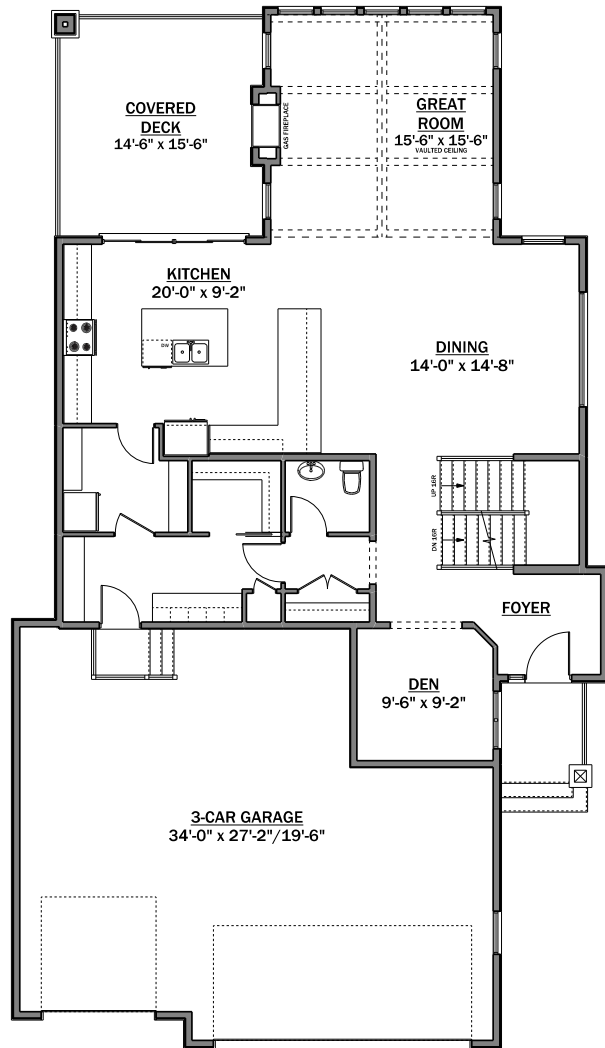 COVERED
DECK
14'-6" x 15'-6"
GAS FIREPLACE
GREAT
ROOM
15'-6" x 15'-6"
VAULTED CEILING
KITCHEN
20'-0" x 9'-2"
DW
DINING
14'-0" x 14'-8"
UP 16R
DN 16R
FOYER
DEN
9'-6" x 9'-2"
3-CAR GARAGE
34'-0" x 27'-2"/19'-6"